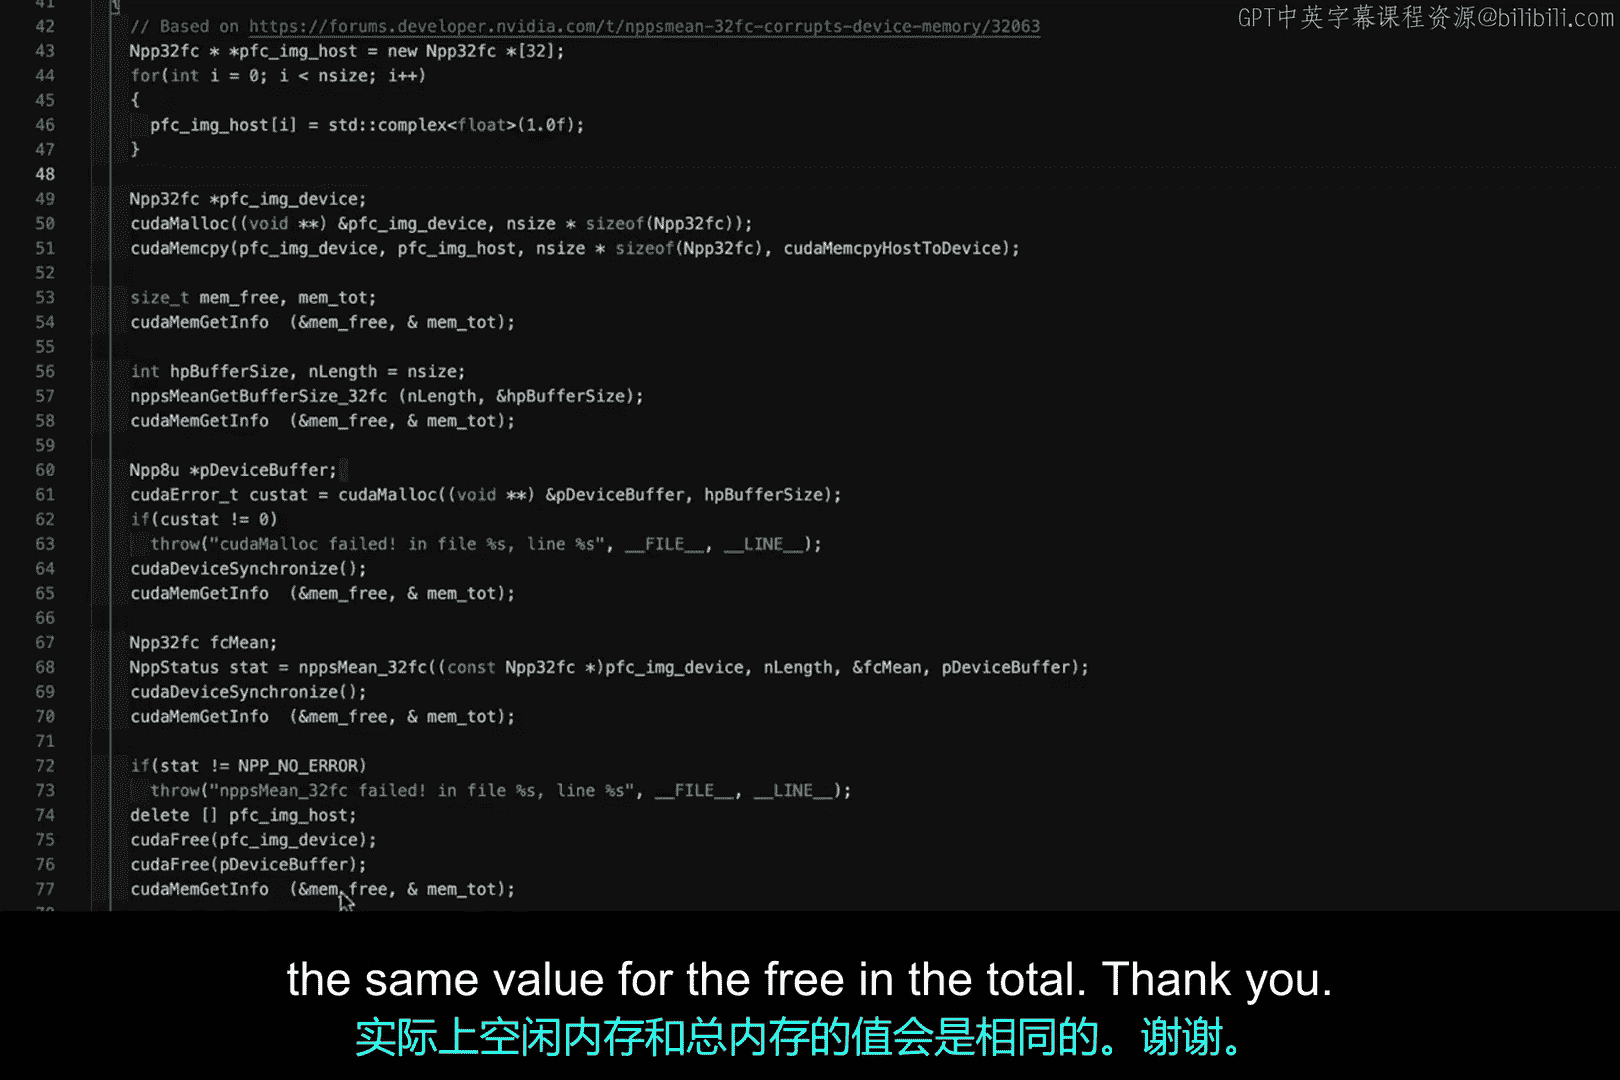 GPT中英字幕课程资源@bilibili.com
41 {
42 // Based on https://forums.developer.nvidia.com/t/nppsmean-32fc-corrupts-device-memory/32063
43 Npp32fc * *pfc_img_host = new Npp32fc *[32];
44 for(int i = 0; i < nsize; i++)
45 {
46 pfc_img_host[i] = std::complex<float>(1.0f);
47 }
48
49 Npp32fc *pfc_img_device;
50 cudaMalloc((void **) &pfc_img_device, nsize * sizeof(Npp32fc));
51 cudaMemcpy(pfc_img_device, pfc_img_host, nsize * sizeof(Npp32fc), cudaMemcpyHostToDevice);
52
53 size_t mem_free, mem_tot;
54 cudaMemGetInfo  (&mem_free, & mem_tot);
55
56 int hpBufferSize, nLength = nsize;
57 nppsMeanGetBufferSize_32fc (nLength, &hpBufferSize);
58 cudaMemGetInfo  (&mem_free, & mem_tot);
59
60 Npp8u *pDeviceBuffer;
61 cudaError_t custat = cudaMalloc((void **) &pDeviceBuffer, hpBufferSize);
62 if(custat != 0)
63 throw("cudaMalloc failed! in file %s, line %s", __FILE__, __LINE__);
64 cudaDeviceSynchronize();
65 cudaMemGetInfo  (&mem_free, & mem_tot);
66
67 Npp32fc fcMean;
68 NppStatus stat = nppsMean_32fc((const Npp32fc *)pfc_img_device, nLength, &fcMean, pDeviceBuffer);
69 cudaDeviceSynchronize();
70 cudaMemGetInfo  (&mem_free, & mem_tot);
71
72 if(stat != NPP_NO_ERROR)
73 throw("nppsMean_32fc failed! in file %s, line %s", __FILE__, __LINE__);
74 delete [] pfc_img_host;
75 cudaFree(pfc_img_device);
76 cudaFree(pDeviceBuffer);
77 cudaMemGetInfo  (&mem_free, & mem_tot);
the same value for the free in the total. Thank you.
实际上空闲内存和总内存的值会是相同的。谢谢。